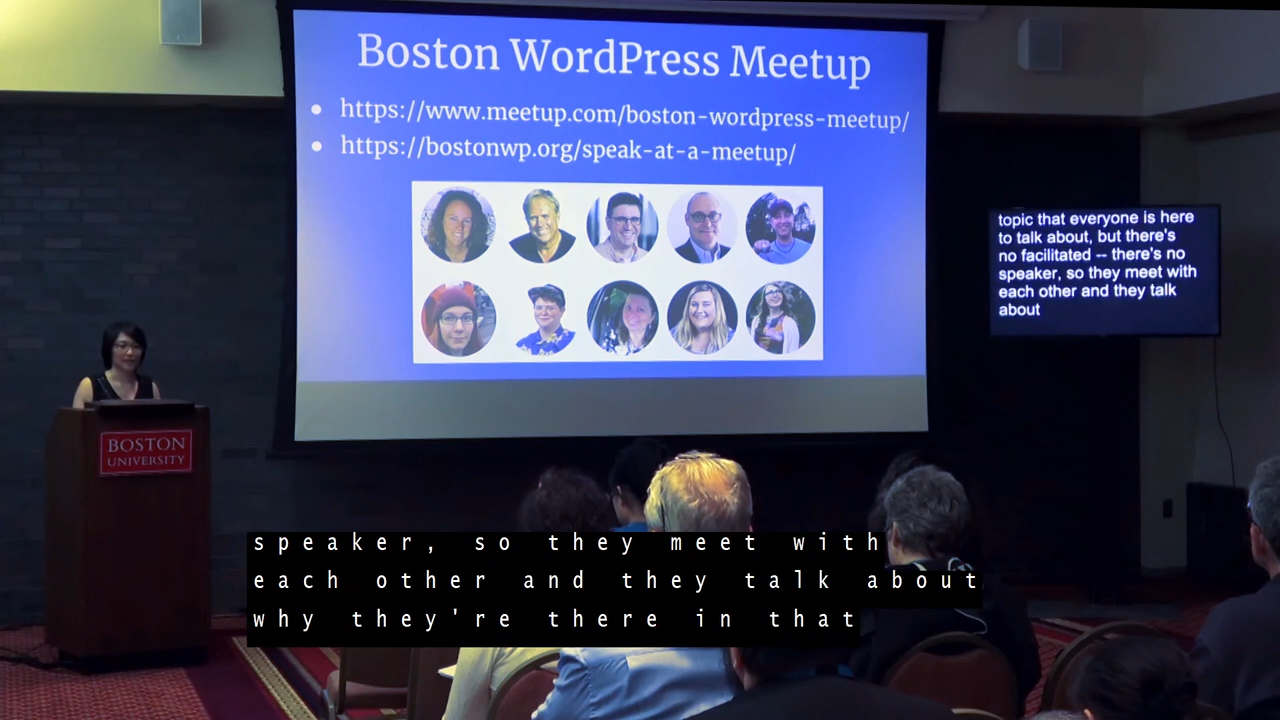 Boston WordPress Meetup
• https://www.meetup.com/boston-wordpress-meetup/
• https://bostonwp.org/speak-at-a-meetup/
topic that everyone is here
to talk about, but there's
no facilitated -- there's no
speaker, so they meet with
each other and they talk
about
BOSTON
UNIVERSITY
speaker, so they meet with
each other and they talk about
why they're there in that